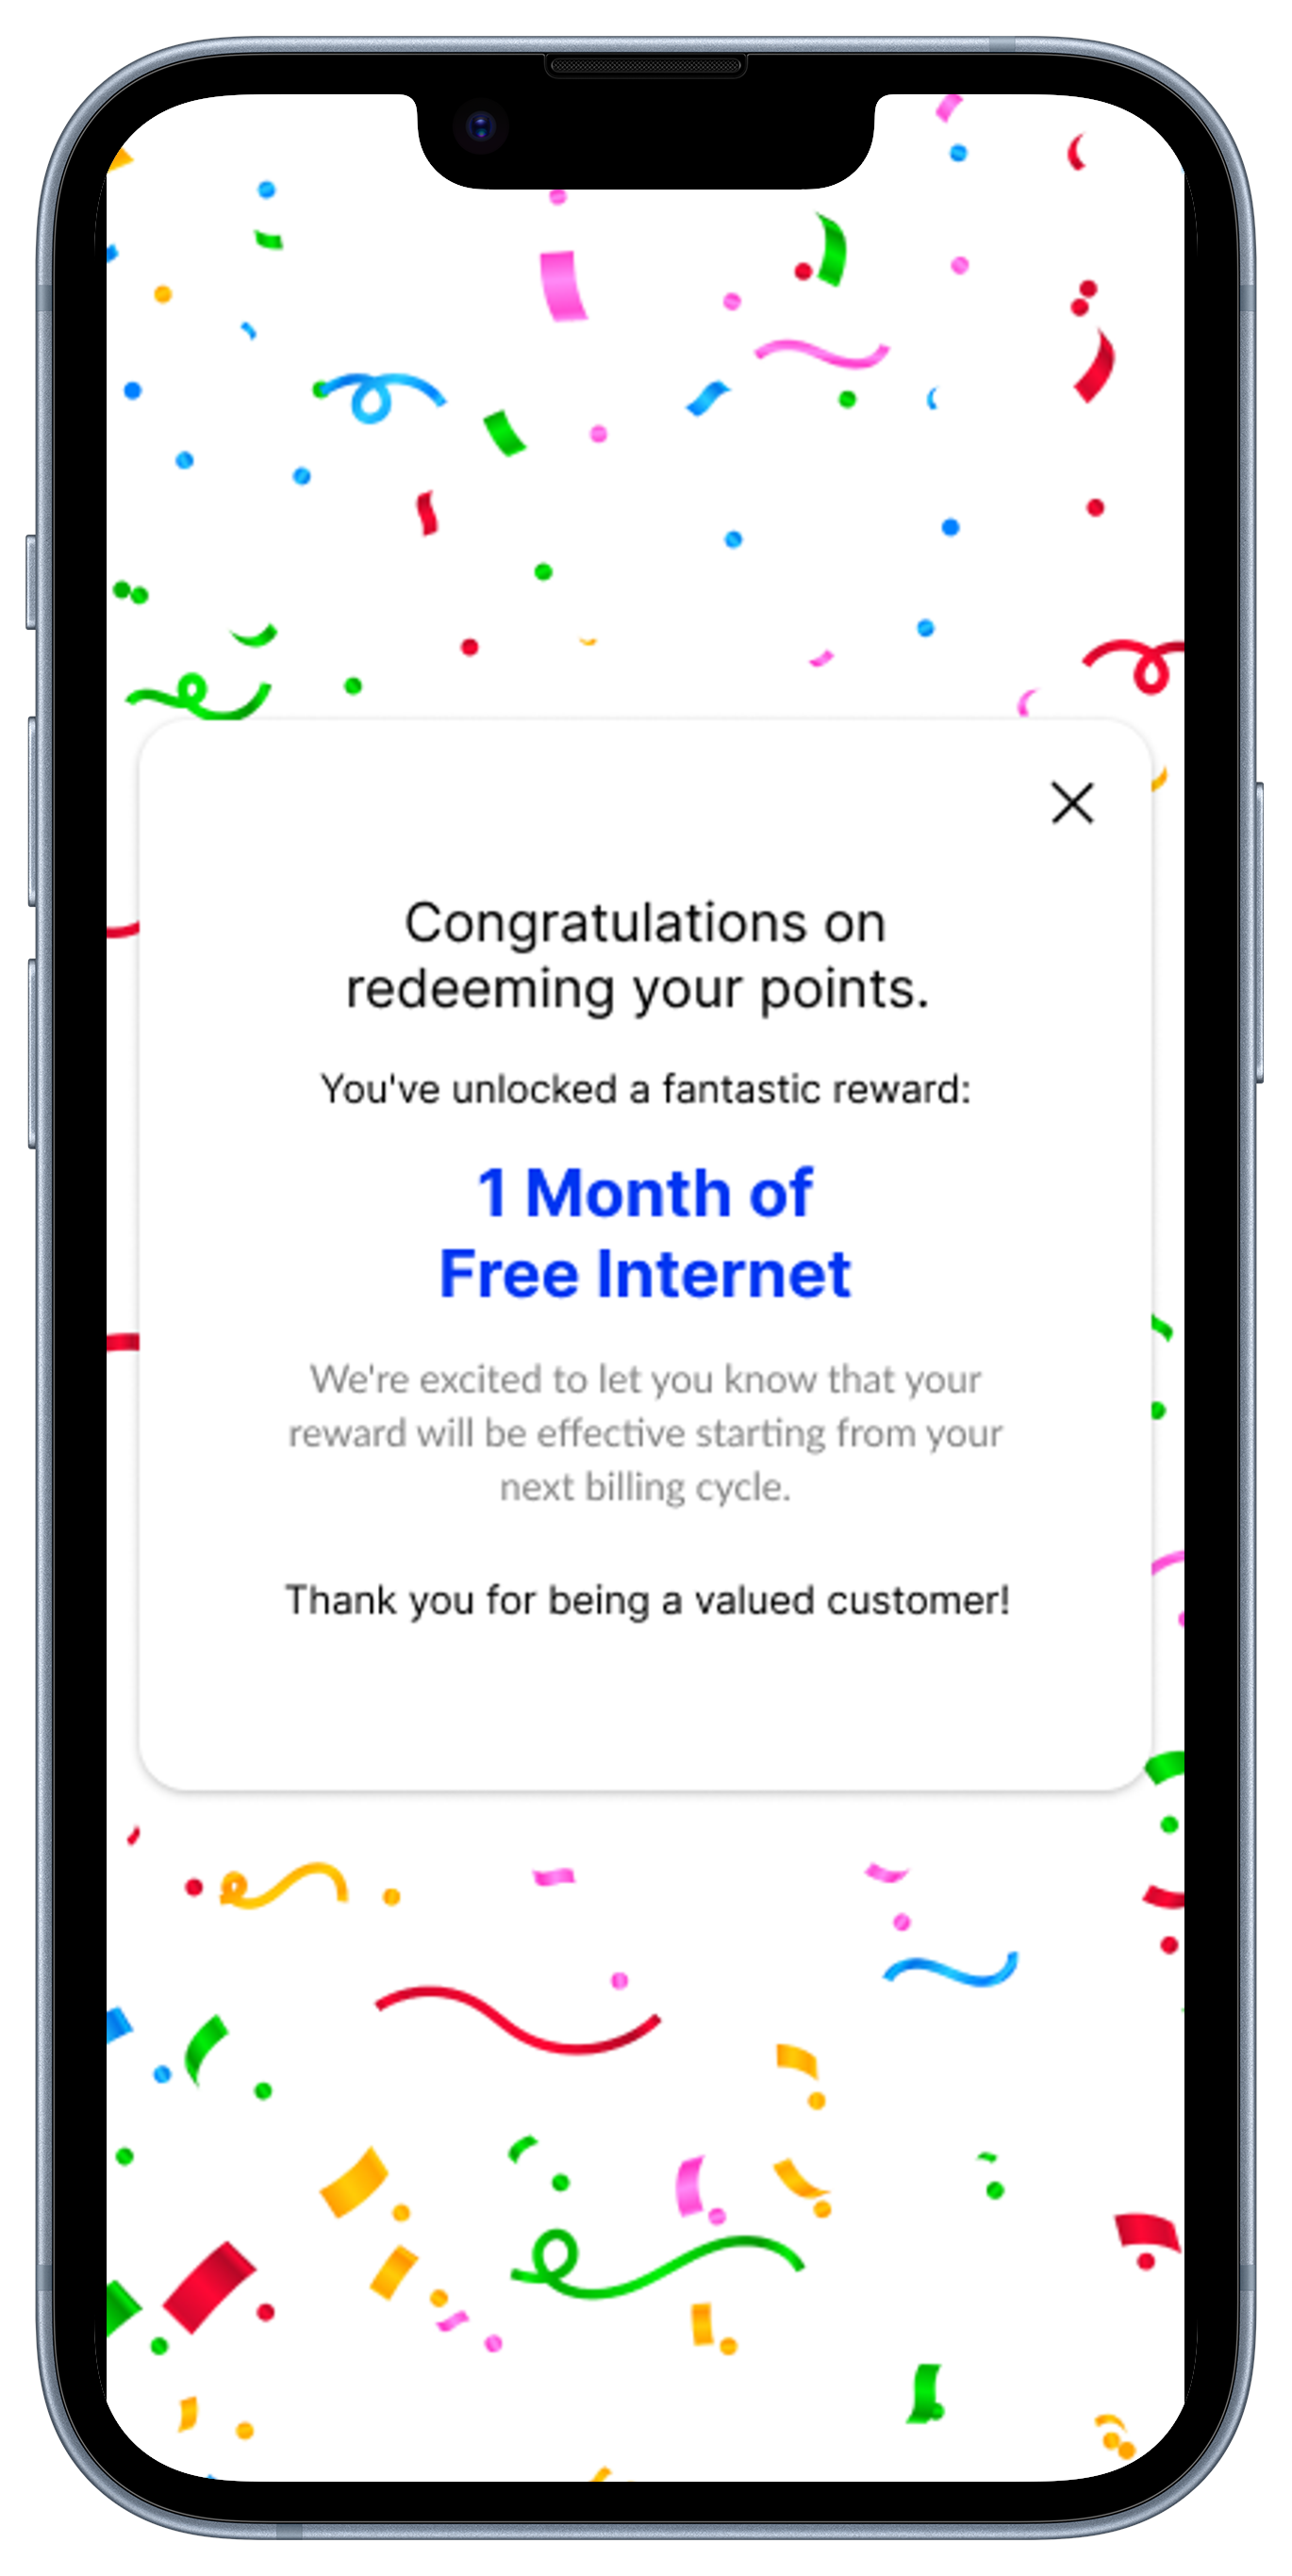 Congratulations on
redeeming your points.
You've unlocked a fantastic reward:
1 Month of
Free Internet
We're excited to let you know that your
reward will be effective starting from your
next billing cycle.
Thank you for being a valued customer!